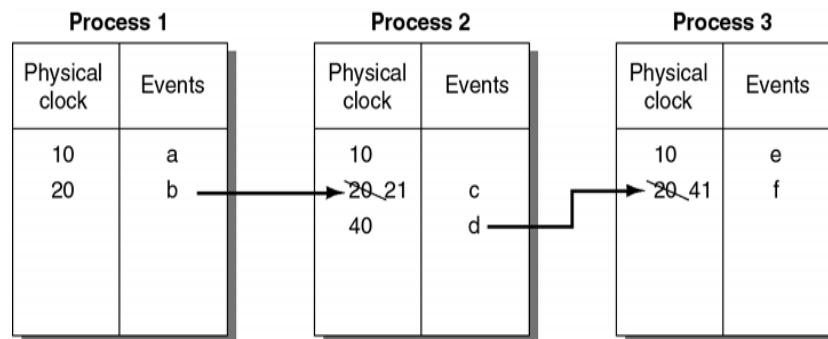 Process 1 Process 2 Process 3
Physical clock Events Physical clock Events Physical clock Events
10 a 10 10 e
20 b 20 21 c 20 41 f
40 d